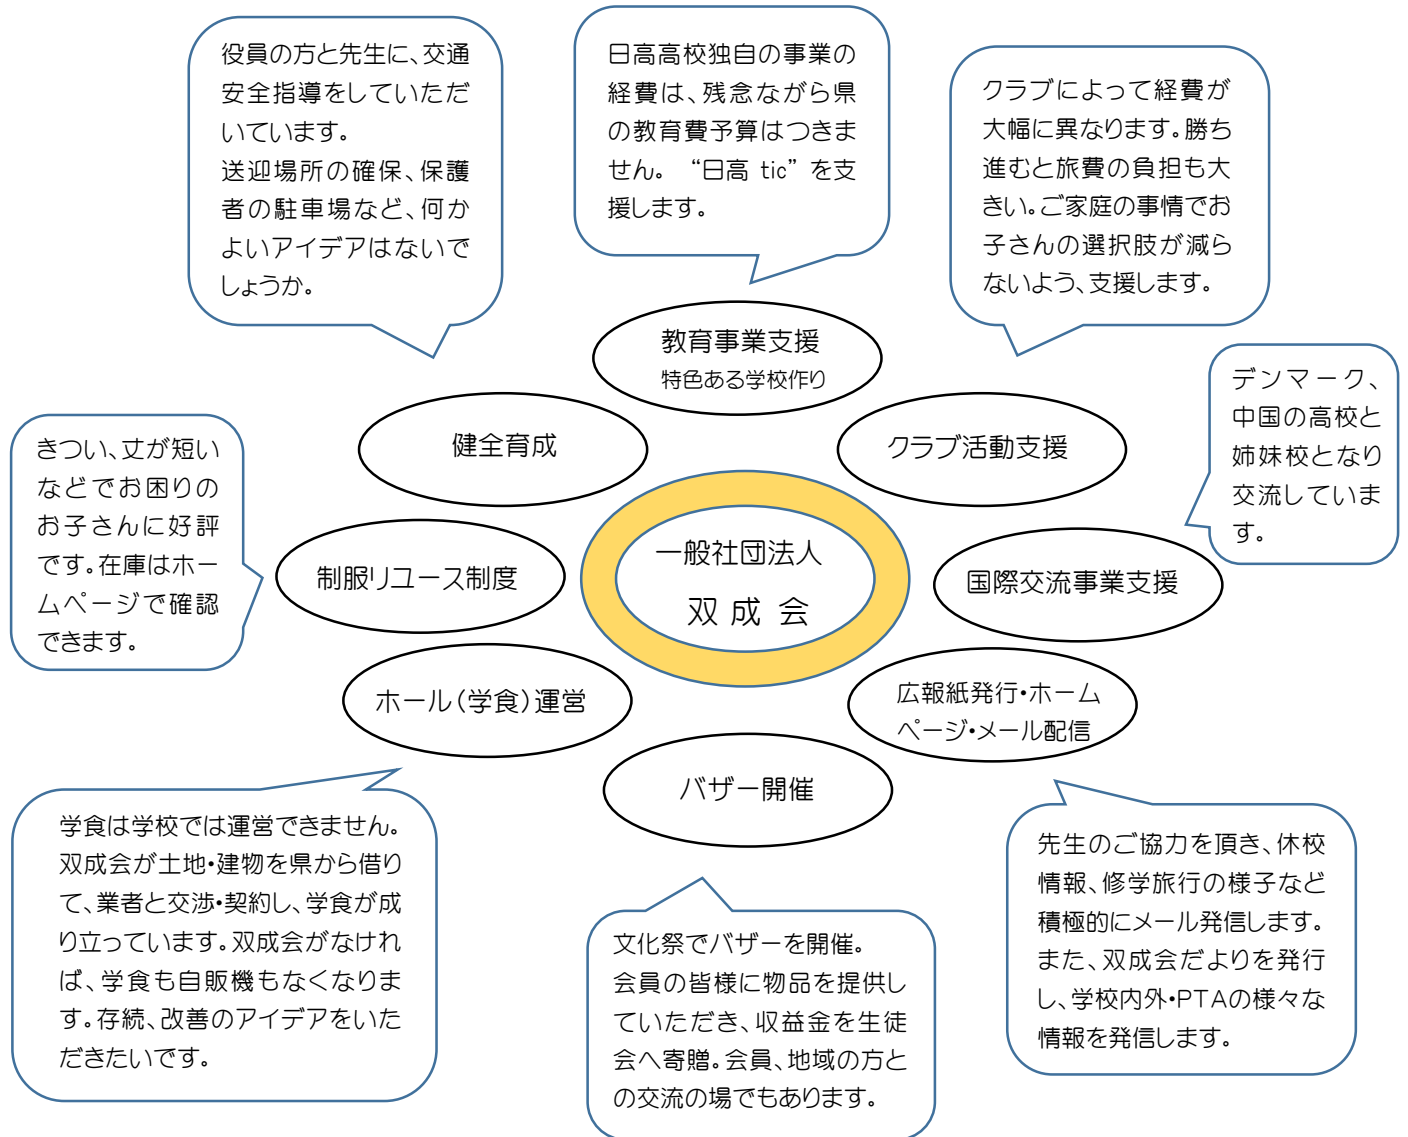 役員の方と先生に、交通
安全指導をしていただ
いています。
送迎場所の確保、保護
者の駐車場など、何か
よいアイデアはないで
しょうか。
日高高校独自の事業の
経費は、残念ながら県
の教育費予算はつきま
せん。 “日高 tic” を支
援します。
クラブによって経費が
大幅に異なります。勝ち
進むと旅費の負担も大
きい。ご家庭の事情でお
子さんの選択肢が減ら
ないよう、支援します。
教育事業支援
特色ある学校作り
健全育成
クラブ活動支援
デンマーク、
中国の高校と
姉妹校となり
交流していま
す。
きつい、丈が短い
などでお困りの
お子さんに好評
です。在庫はホー
ムページで確認
できます。
制服リユース制度
一般社団法人
双 成 会
国際交流事業支援
ホール（学食）運営
広報紙発行・ホーム
ページ・メール配信
バザー開催
学食は学校では運営できません。
双成会が土地・建物を県から借り
て、業者と交渉・契約し、学食が成
り立っています。双成会がなけれ
ば、学食も自販機もなくなりま
す。存続、改善のアイデアをいた
だきたいです。
文化祭でバザーを開催。
会員の皆様に物品を提供し
ていただき、収益金を生徒
会へ寄贈。会員、地域の方と
の交流の場でもあります。
先生のご協力を頂き、休校
情報、修学旅行の様子など
積極的にメール発信します。
また、双成会だよりを発行
し、学校内外・PTAの様々な
情報を発信します。